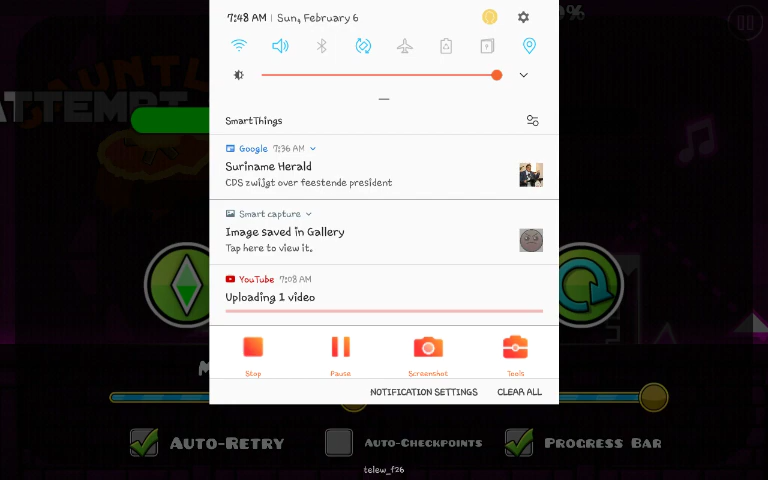 7:48 AM | Sun, February 6
SmartThings
Google 7:36 AM
Suriname Herald
CDS zwijgt over feestende president
Smart capture
Image saved in Gallery
Tap here to view it.
YouTube 7:08 AM
Uploading 1 video
Stop
Pause
Screenshot
Tools
NOTIFICATION SETTINGS
CLEAR ALL
%
ATTEMPT
Auto-Retry
Auto-Checkpoints
Progress Bar
telew_f26